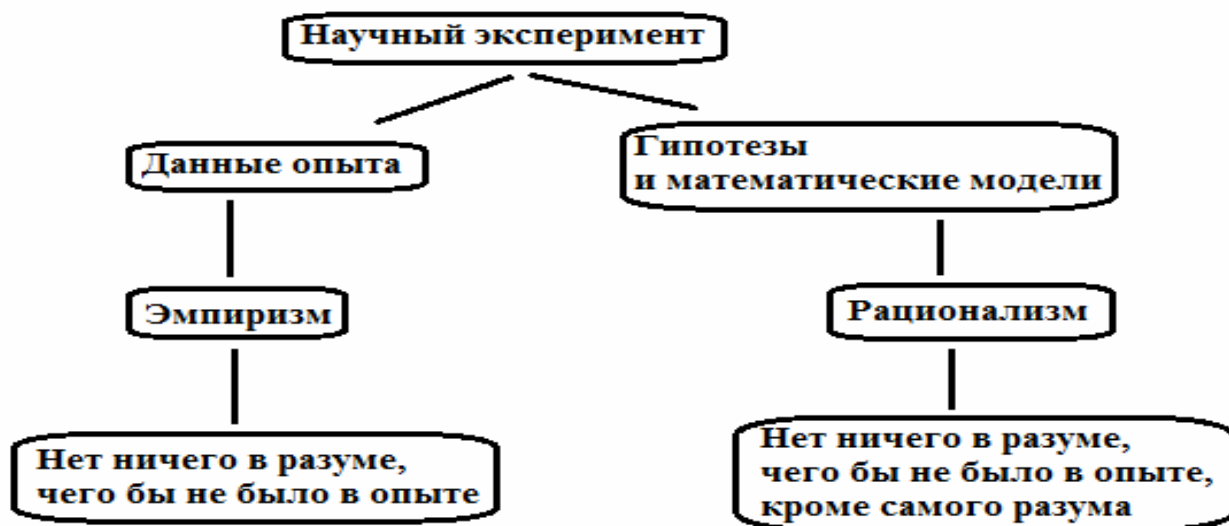 Научный эксперимент
Данные опыта
Гипотезы
и математические модели
Эмпиризм
Рационализм
Нет ничего в разуме,
чего бы не было в опыте
Нет ничего в разуме,
чего бы не было в опыте,
кроме самого разума